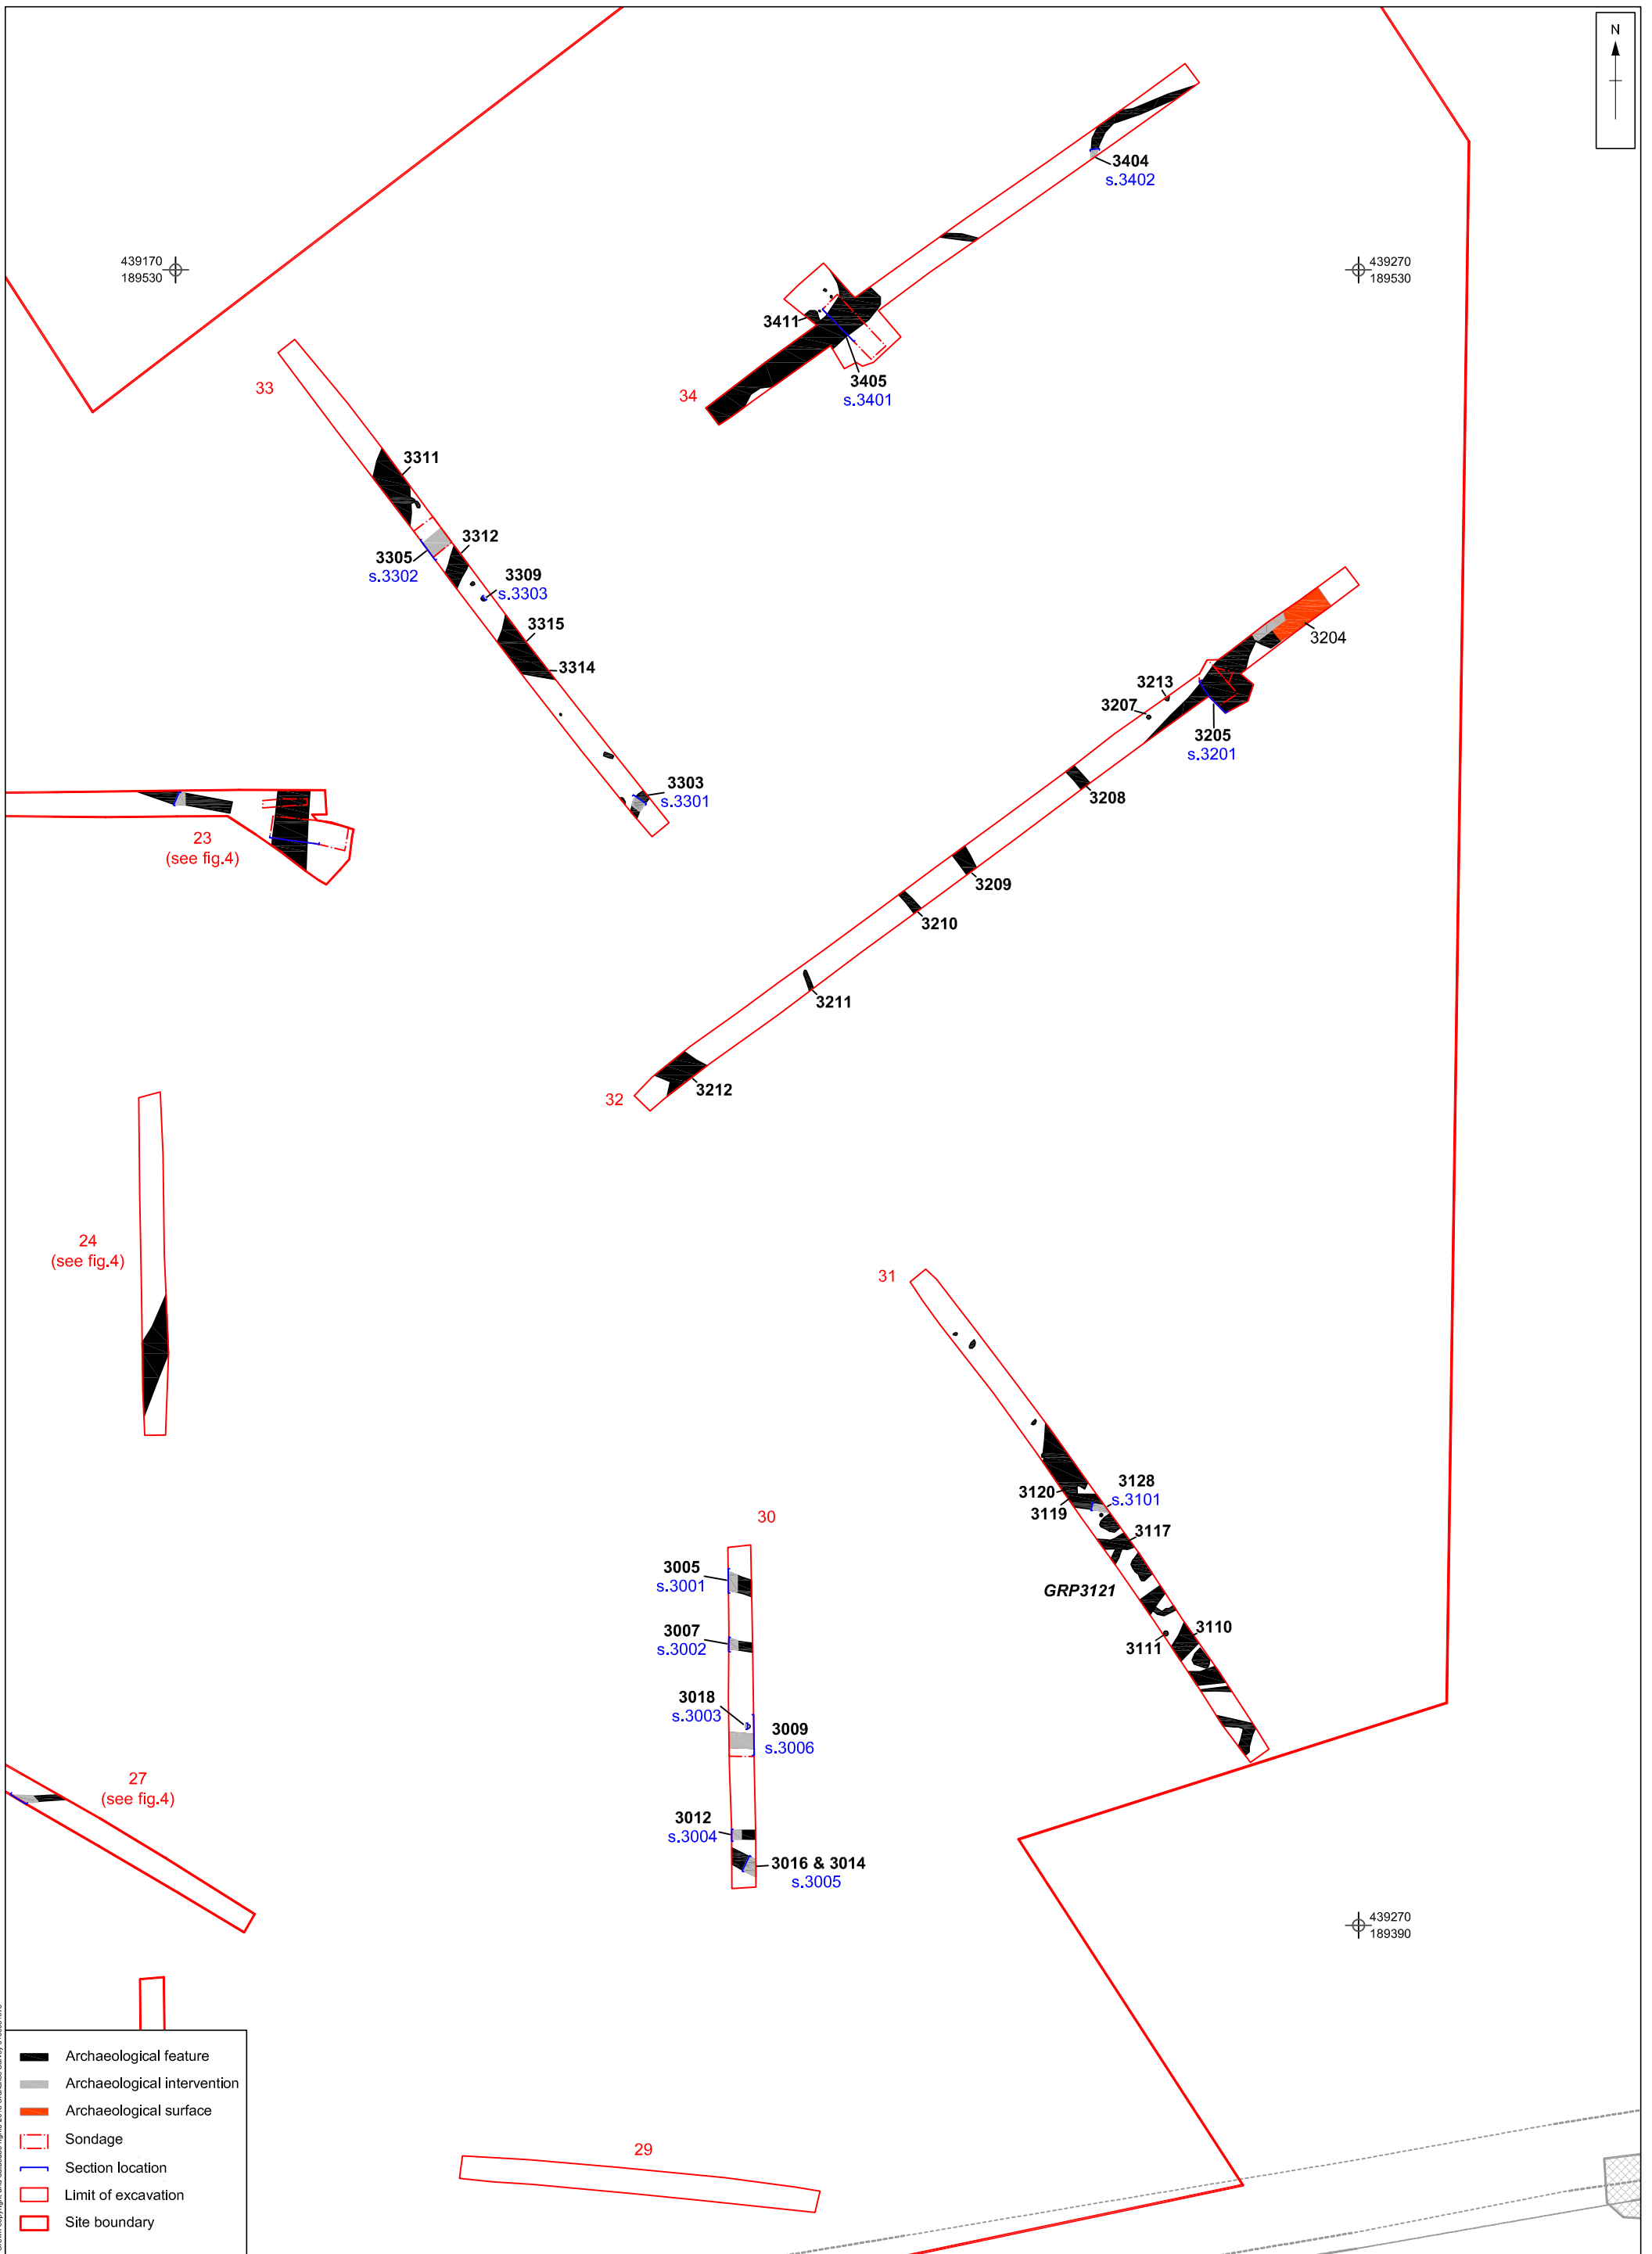 N
3404
s.3402
439170
189530
439270
189530
3411
3405
s.3401
34
33
3311
3312
3305
s.3302
3309
s.3303
3315
3314
3204
3213
3207
3205
s.3201
3303
s.3301
3208
23
(see fig.4)
3209
3210
3211
3212
32
24
(see fig.4)
31
3128
s.3101
3120
3119
3117
30
3005
s.3001
GRP3121
3007
s.3002
3110
3111
3018
s.3003
3009
s.3006
27
(see fig.4)
3012
s.3004
3016 & 3014
s.3005
439270
189390
Archaeological feature
Archaeological intervention
Archaeological surface
Sondage
Section location
Limit of excavation
Site boundary
29